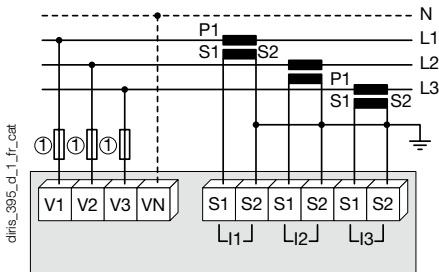 N
P1
L1
S1 S2
L2
P1
L3
S1 S2
① ① ①
V1 V2 V3 VN S1 S2 S1 S2 S1 S2
I1 I2 I3
diris_395_d_1_fr_cat